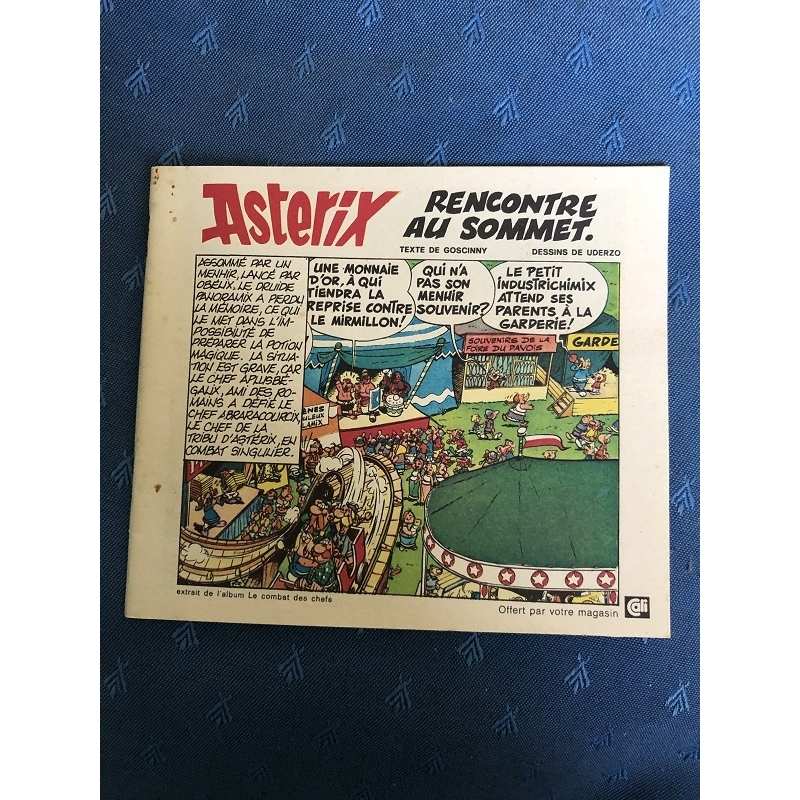 Asterix
RENCONTRE
AU SOMMET.
TEXTE DE GOSCINNY
DESSINS DE UDERZO
ASSOMMÉ PAR UN
MENHIR, LANCÉ PAR
OBÉLIX, LE DRUIDE
PANORAMIX A PERDU
LA MÉMOIRE, CE QUI
LE MET DANS L'IM-
POSSIBILITÉ DE
PRÉPARER LA POTION
MAGIQUE. LA SITUA-
TION EST GRAVE, CAR
LE CHEF APLUSBÉ-
GALIX, AMI DES RO-
MAINS A DÉFIÉ LE
CHEF ABRARACOURCIX,
LE CHEF DE LA
TRIBU D'ASTÉRIX, EN
COMBAT SINGULIER.
UNE MONNAIE
D'OR, À QUI
TIENDRA LA
REPRISE CONTRE
LE MIRMILLON!
QUI N'A
PAS SON
MENHIR
SOUVENIR?
LE PETIT
INDUSTRICHIMIX
ATTEND SES
PARENTS À LA
GARDERIE!
SOUVENIRS DE LA
FOIRE DU PAVOIS
GARDE
extrait de l'album Le combat des chefs
Offert par votre magasin
Cali